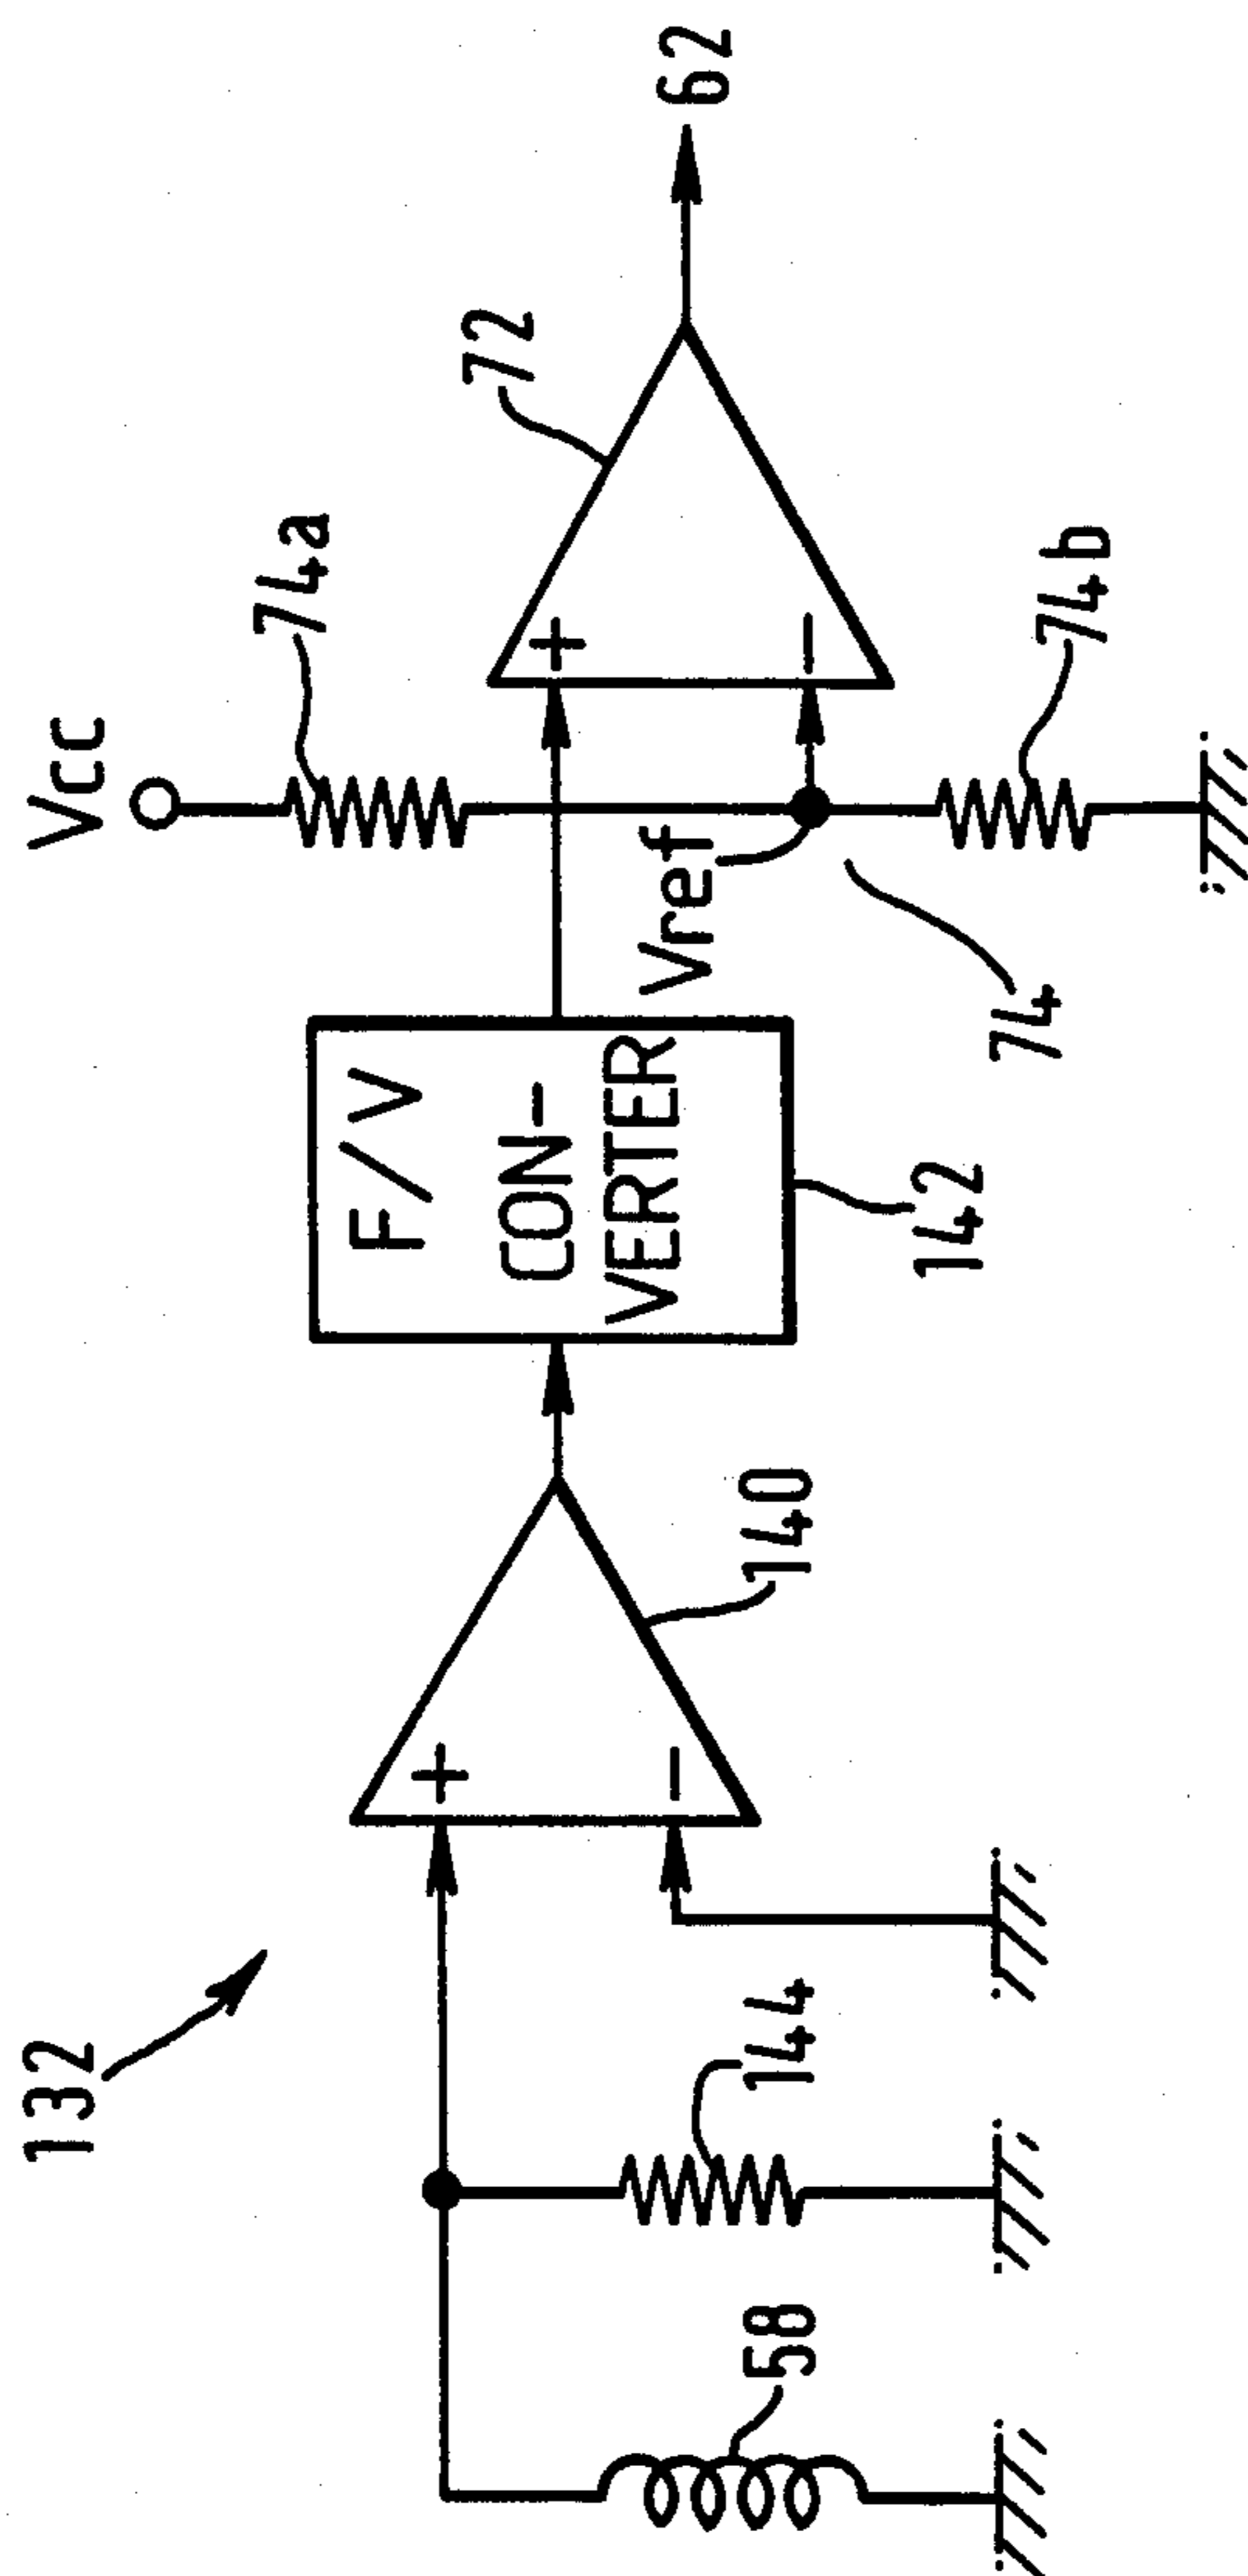 132
Vcc
74a
72
62
F/V
CON-
VERTER
Vref
+
-
+
-
140
142
74
74b
58
144